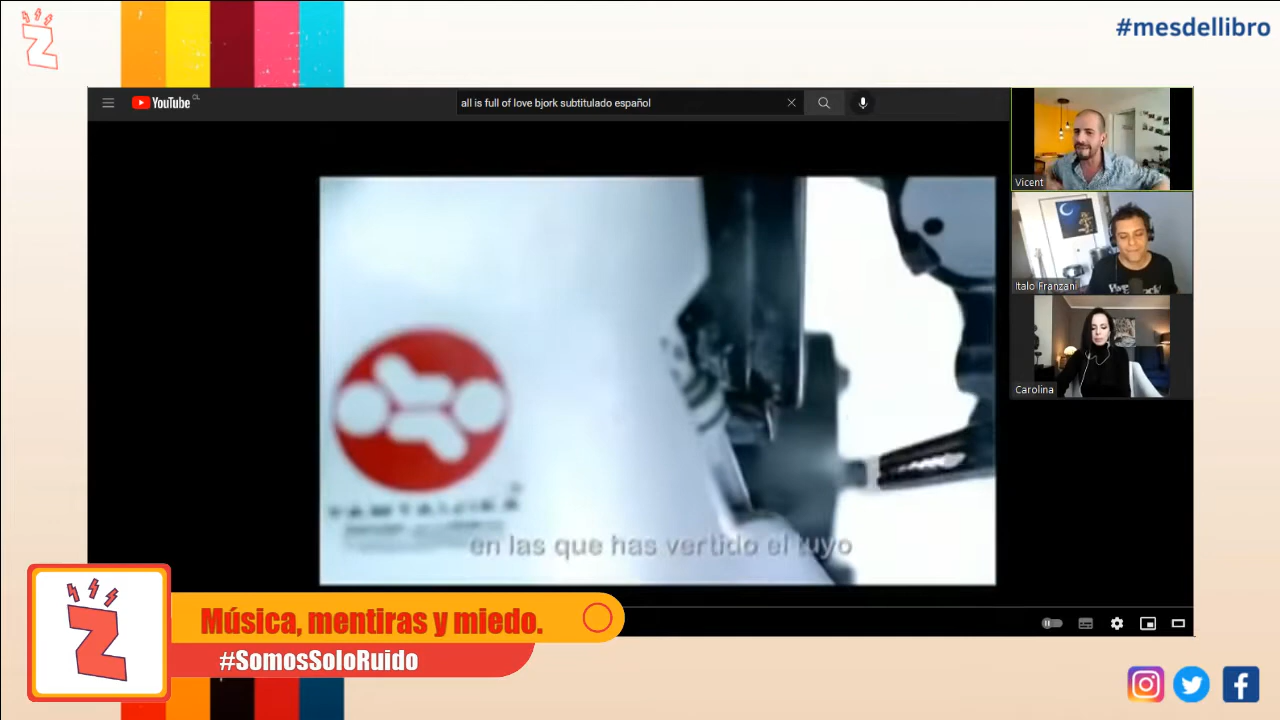 #mesdellibro
YouTube CL
all is full of love bjork subtitulado español
Vicent
Italo Franzani
Carolina
en las que has vertido el tuyo
Z
Música, mentiras y miedo.
#SomosSoloRuido